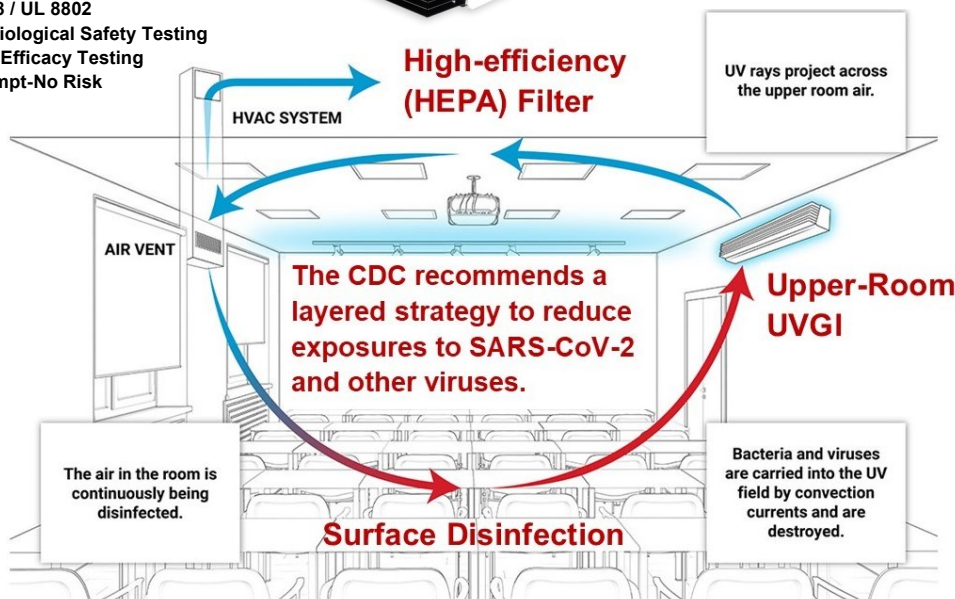 / UL 8802
iological Safety Testing
Efficacy Testing
mpt-No Risk
High-efficiency
(HEPA) Filter
UV rays project across
the upper room air.
HVAC SYSTEM
AIR VENT
The CDC recommends a
layered strategy to reduce
exposures to SARS-CoV-2
and other viruses.
Upper-Room
UVGI
The air in the room is
continuously being
disinfected.
Bacteria and viruses
are carried into the UV
field by convection
currents and are
destroyed.
Surface Disinfection